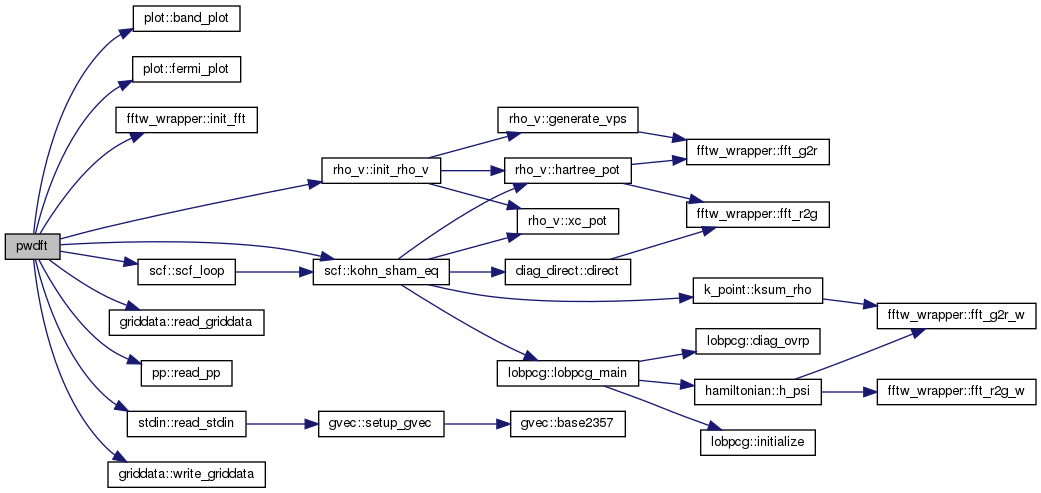 plot::band_plot
plot::fermi_plot
fftw_wrapper::init_fft
rho_v::generate_vps
fftw_wrapper::fft_g2r
rho_v::init_rho_v
rho_v::hartree_pot
rho_v::xc_pot
fftw_wrapper::fft_r2g
pwdft
scf::scf_loop
scf::kohn_sham_eq
diag_direct::direct
k_point::ksum_rho
fftw_wrapper::fft_g2r_w
griddata::read_griddata
lobpcg::diag_ovrp
pp::read_pp
lobpcg::lobpcg_main
hamiltonian::h_psi
fftw_wrapper::fft_r2g_w
stdin::read_stdin
gvec::setup_gvec
gvec::base2357
lobpcg::initialize
griddata::write_griddata